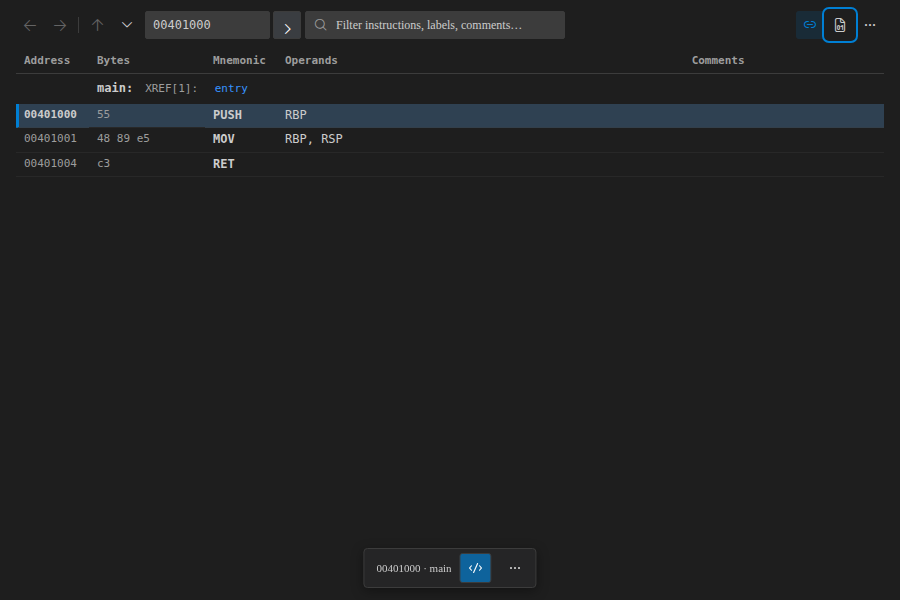 00401000 Filter instructions, labels, comments…
Address Bytes Mnemonic Operands Comments
main: XREF[1]: entry
00401000 55 PUSH RBP
00401001 48 89 e5 MOV RBP, RSP
00401004 c3 RET
00401000 · main